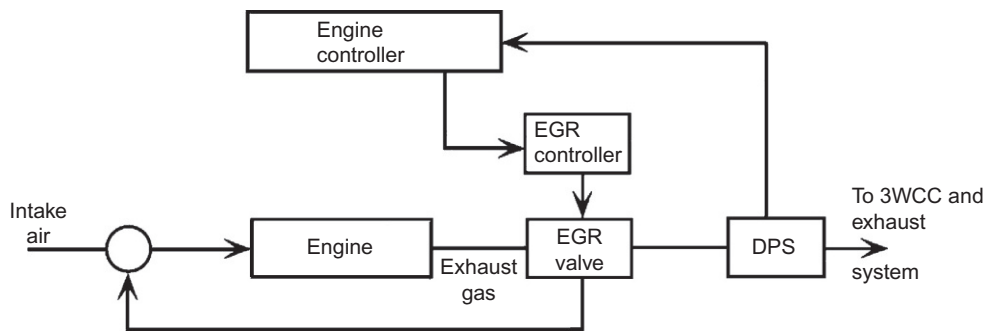 Engine
controller
EGR
controller
Intake
air
Engine
Exhaust
gas
EGR
valve
DPS
To 3WCC and
exhaust
system